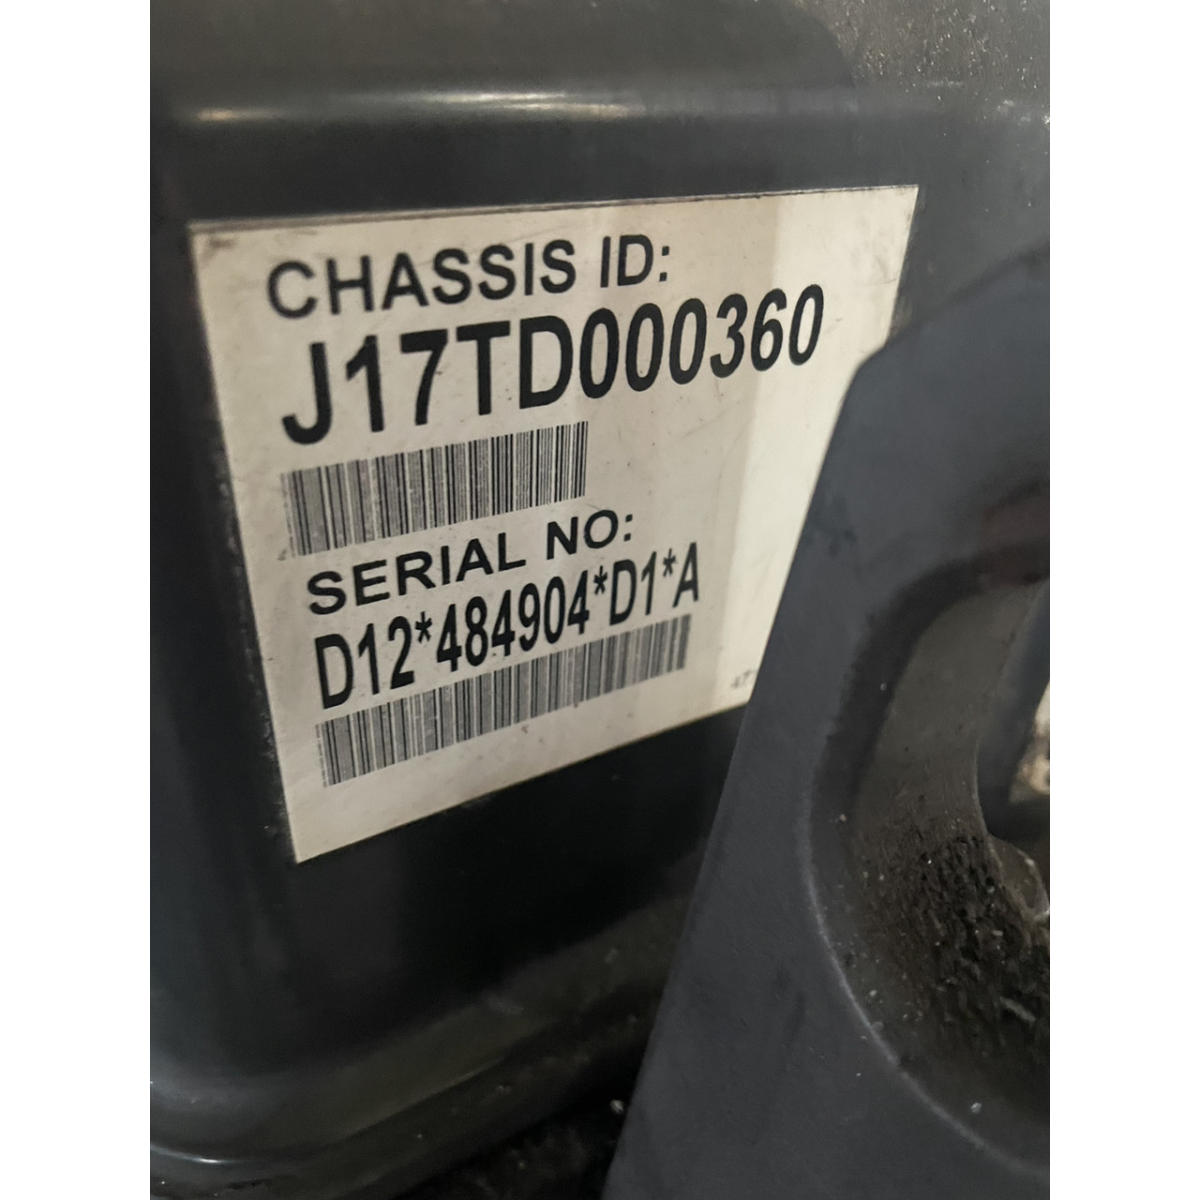 CHASSIS ID:
J17TD000360
SERIAL NO:
D12*484904*D1*A